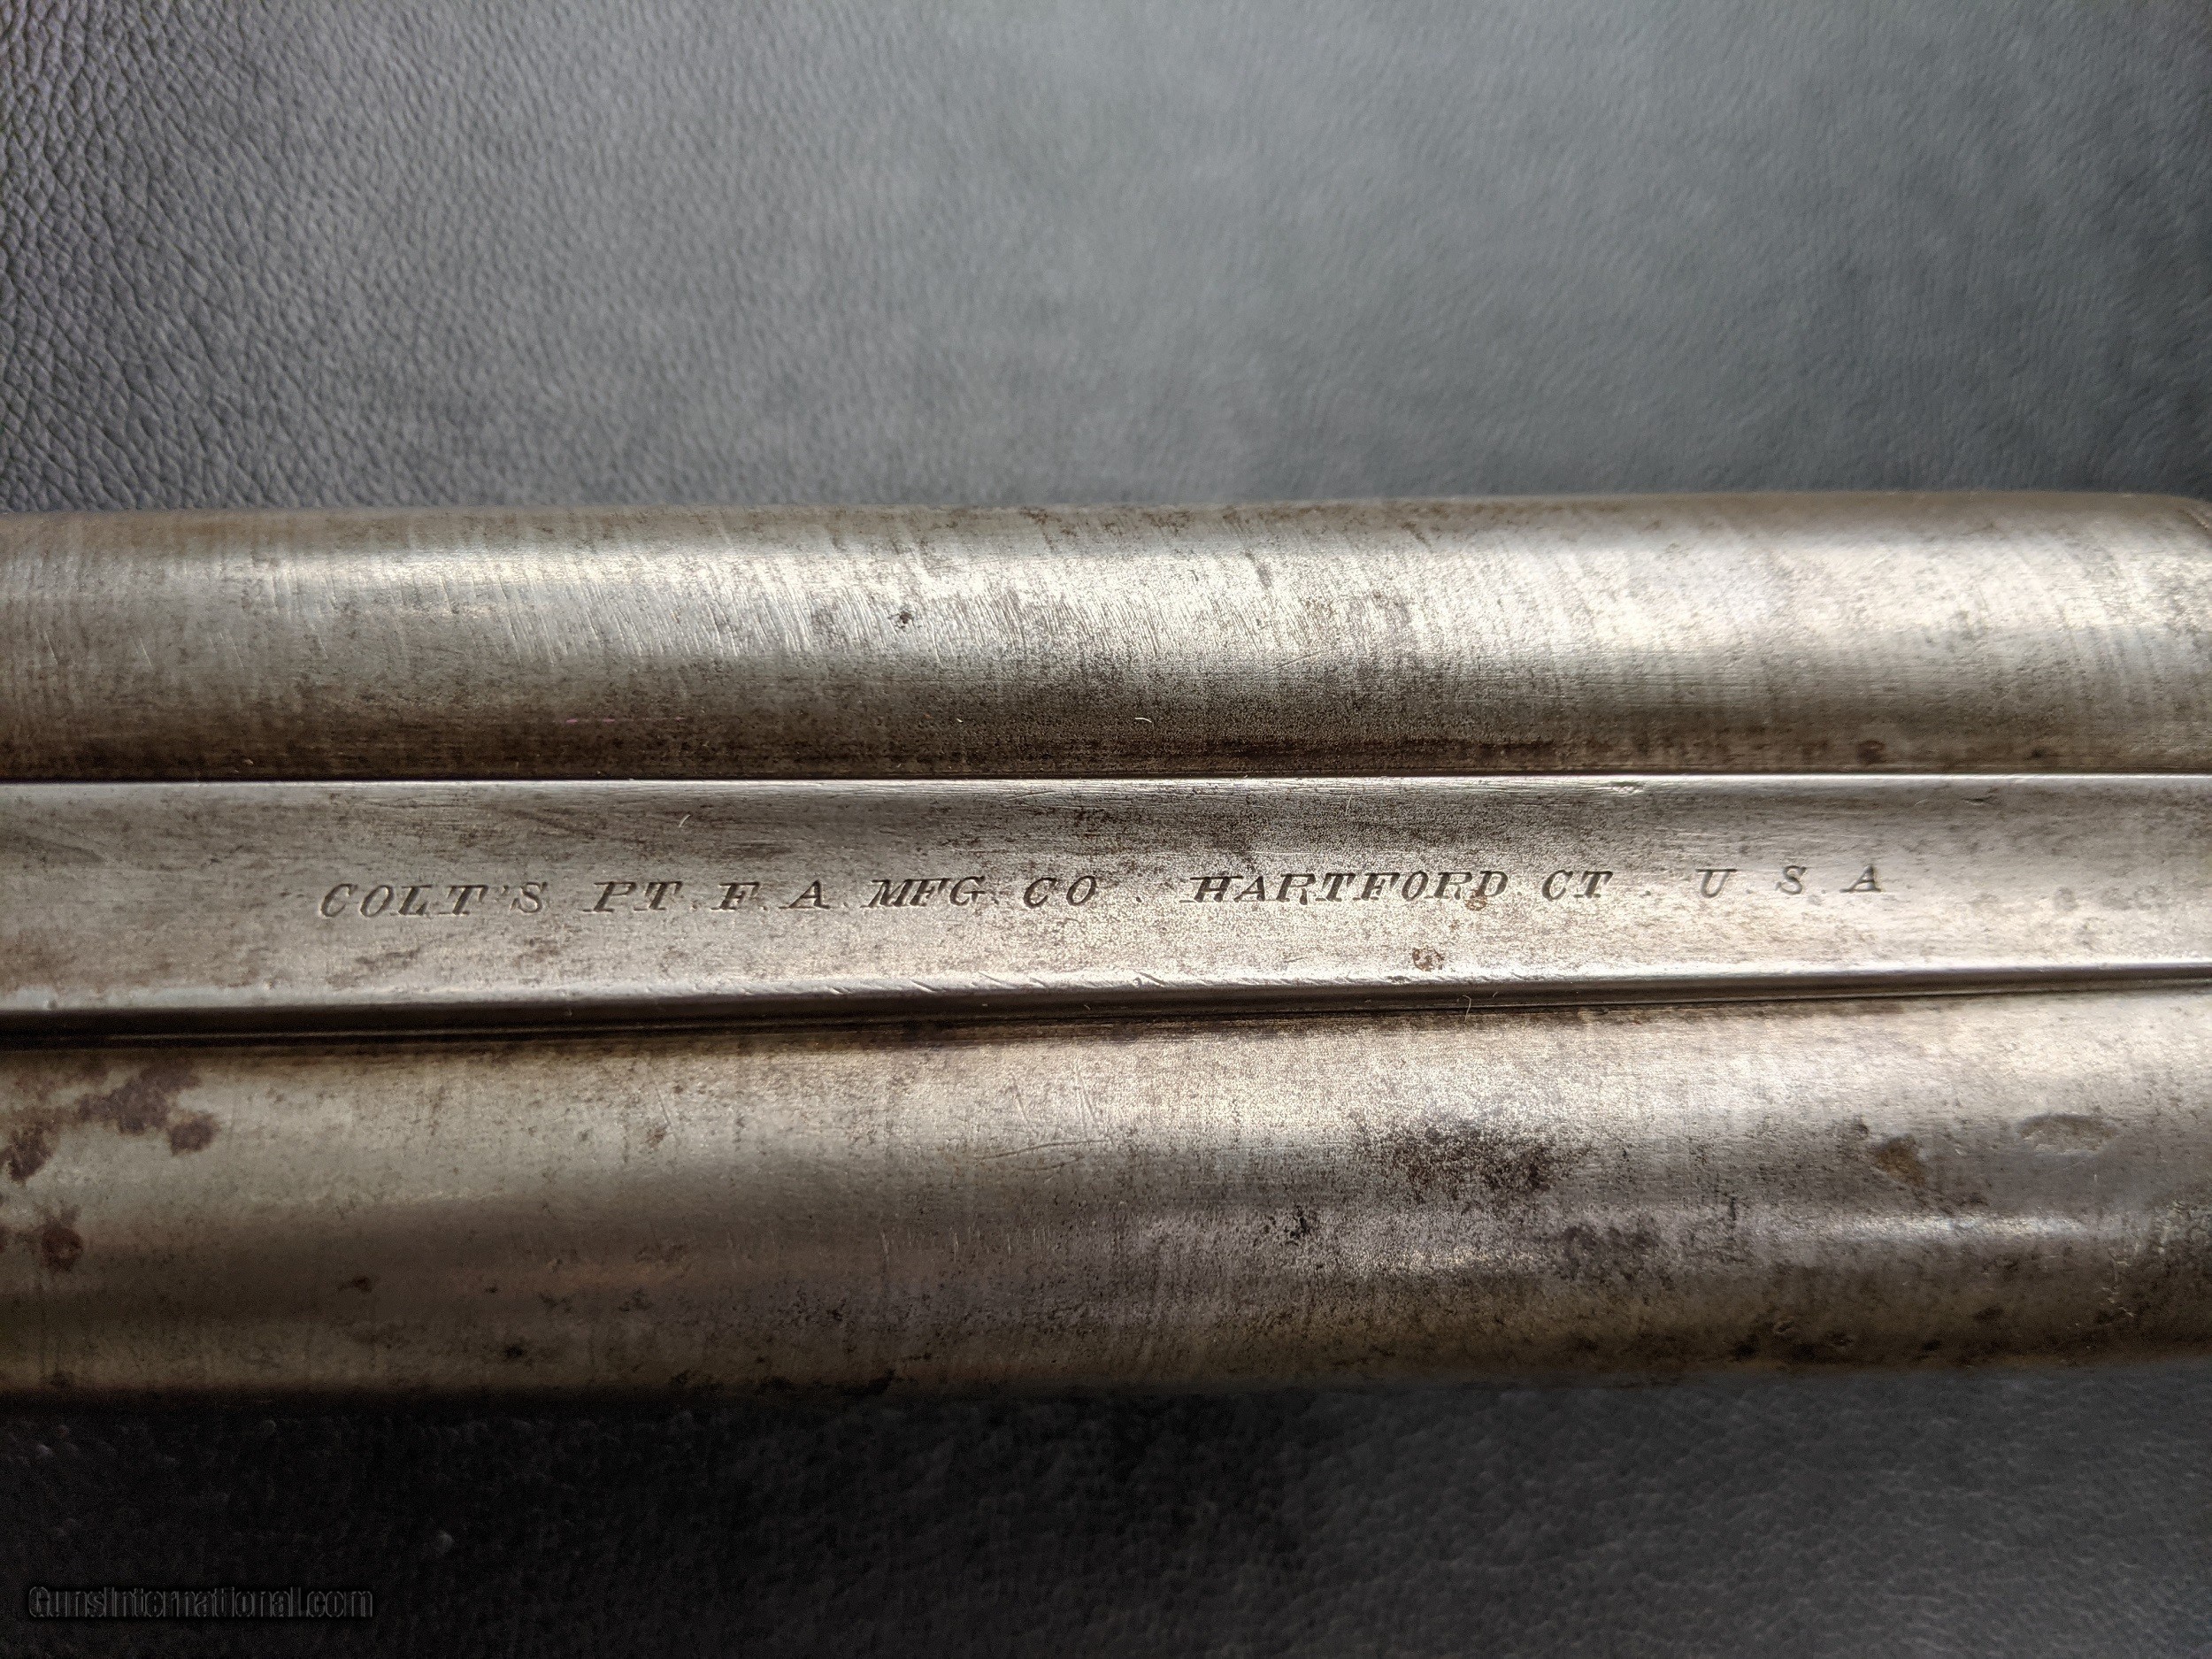 COLT'S PT. F. A. MFG. CO. HARTFORD. CT. U. S. A.
GunsInternational.com